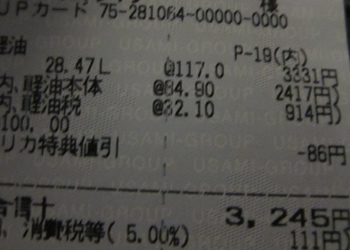 UPカード 75-281064-00000-0000
様
軽油 P-19(内)
28.47L @117.0 3331円
内、軽油本体 @84.90 2417円)
内、軽油税 @32.10 914円)
100.00
リカ特典値引 -86円
合計 3,245円
消費税等( 5.00%) 111円)